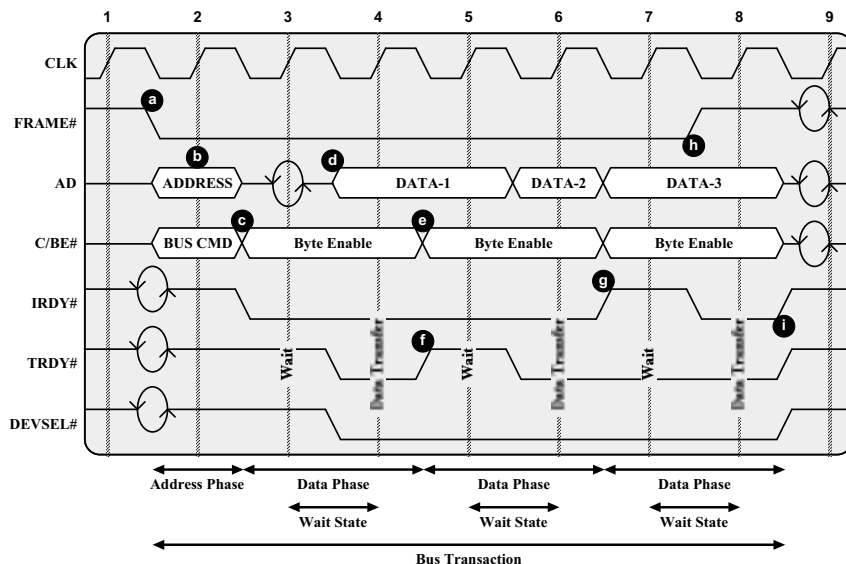 1 2 3 4 5 6 7 8 9
CLK
a
FRAME#
h
b
d
AD
ADDRESS DATA-1 DATA-2 DATA-3
c e
C/BE#
BUS CMD Byte Enable Byte Enable Byte Enable
g
IRDY#
i
f
TRDY#
Wait Data Transfer Wait Data Transfer Wait Data Transfer
DEVSEL#
Address Phase Data Phase Data Phase Data Phase
Wait State Wait State Wait State
Bus Transaction